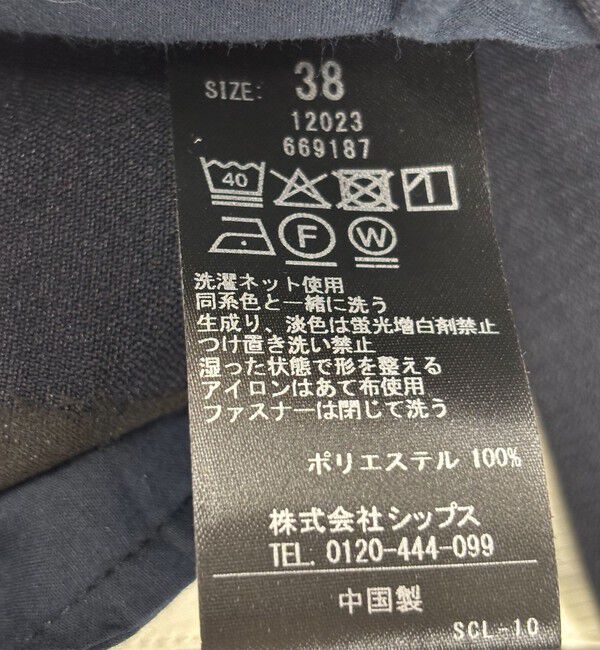 SIZE: 38
12023
669187
40
F W
洗濯ネット使用
同系色と一緒に洗う
生成り、淡色は蛍光増白剤禁止
つけ置き洗い禁止
湿った状態で形を整える
アイロンはあて布使用
ファスナーは閉じて洗う
ポリエステル 100%
株式会社シップス
TEL. 0120-444-099
中国製
SCL-10